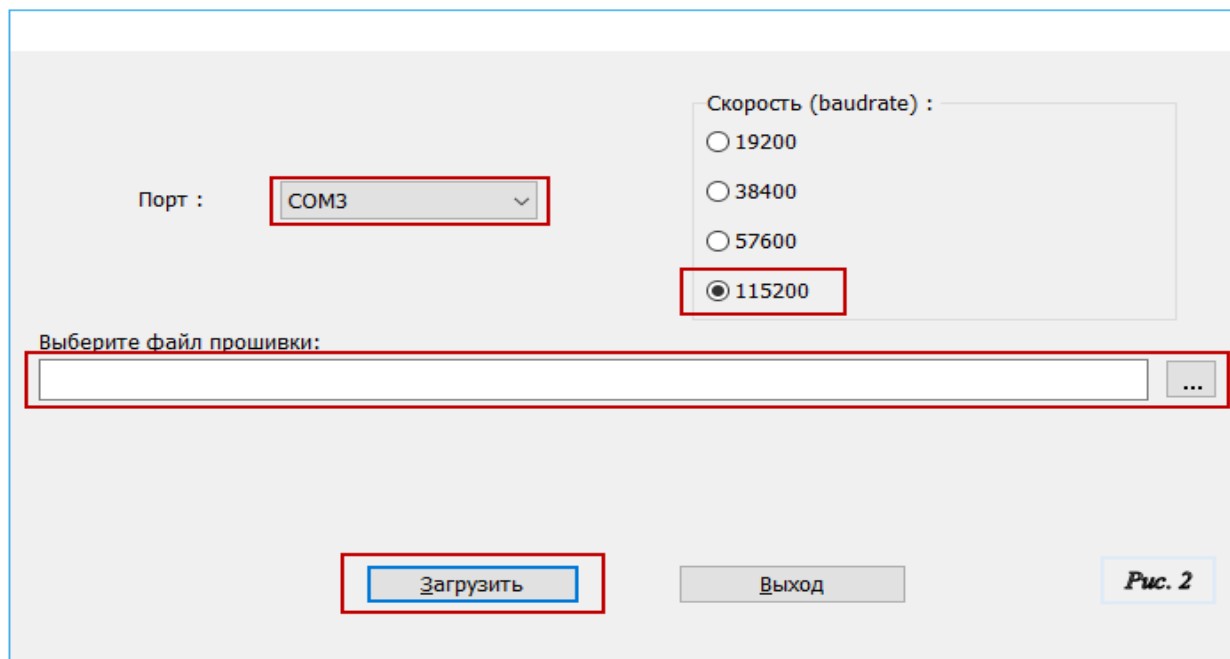 Скорость (baudrate) :
19200
Порт :
COM3
38400
57600
115200
Выберите файл прошивки:
...
Загрузить
Выход
Рис. 2